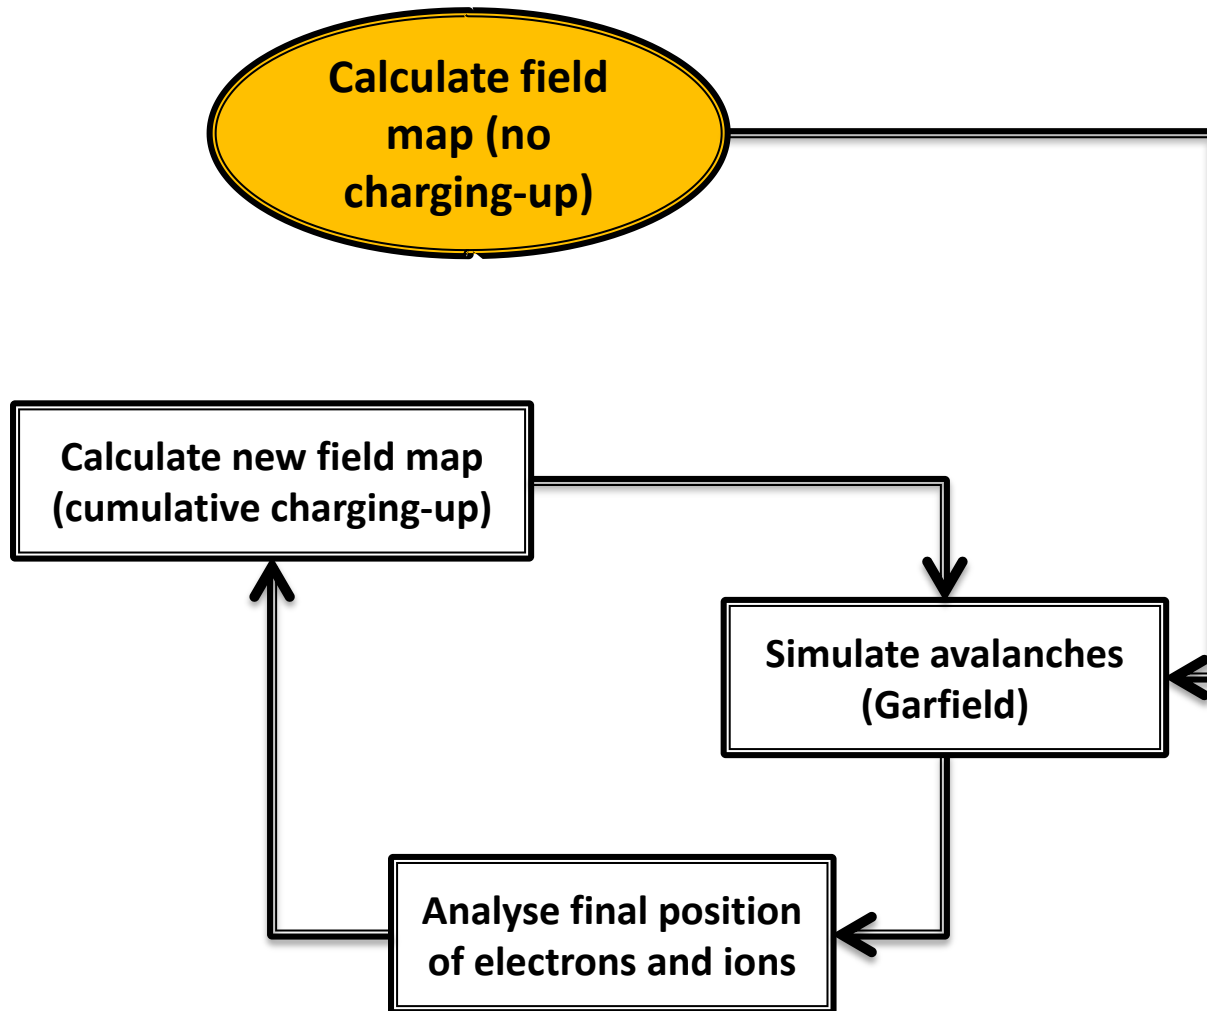 Calculate field
map (no
charging-up)
Calculate new field map
(cumulative charging-up)
Simulate avalanches
(Garfield)
Analyse final position
of electrons and ions